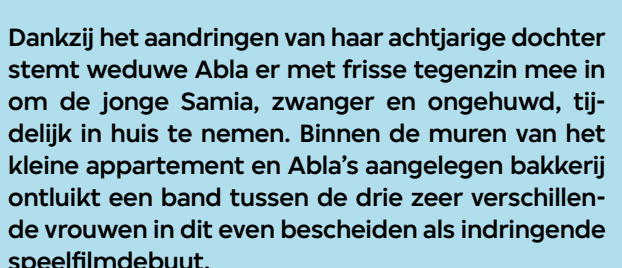 Dankzij het aandringen van haar achtjarige dochter
stemt weduwe Abla er met frisse tegenzin mee in
om de jonge Samia, zwanger en ongehuwd, tij-
delijk in huis te nemen. Binnen de muren van het
kleine appartement en Abla’s aangelegen bakkerij
ontluikt een band tussen de drie zeer verschillen-
de vrouwen in dit even bescheiden als indringende
speelfilmdebuut.